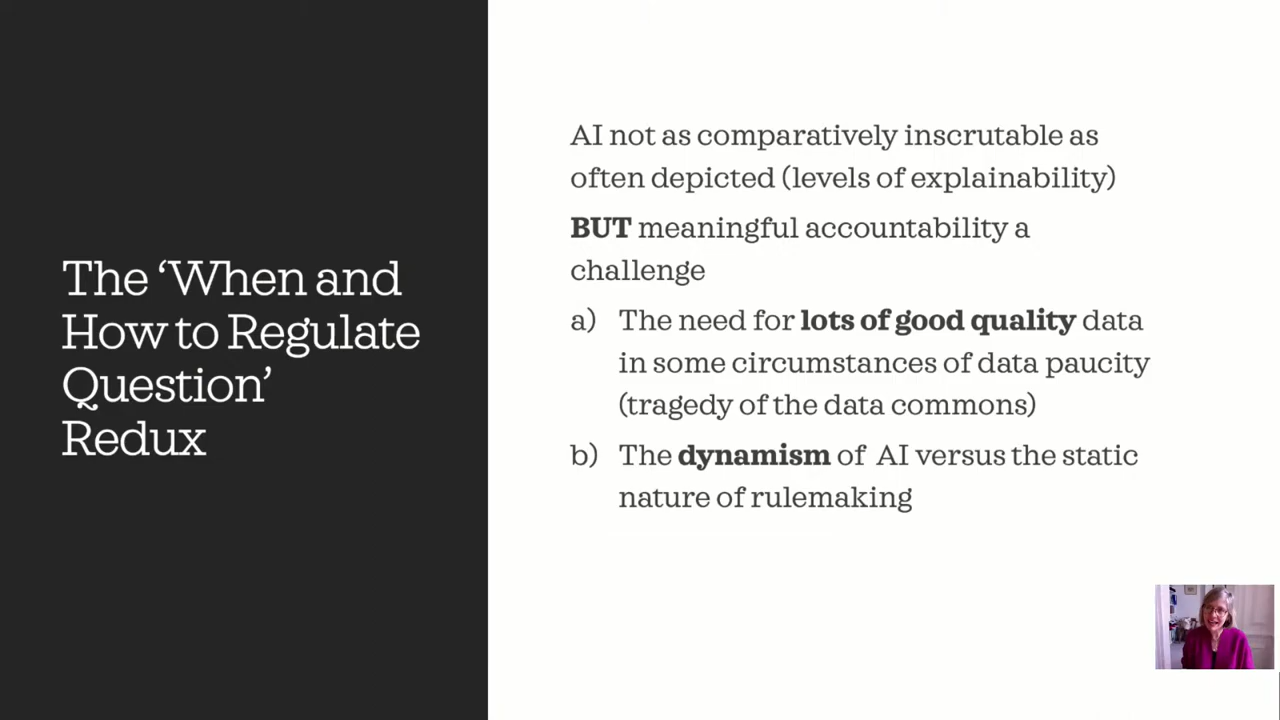 The ‘When and
How to Regulate
Question’
Redux
AI not as comparatively inscrutable as
often depicted (levels of explainability)
BUT meaningful accountability a
challenge
a) The need for lots of good quality data
in some circumstances of data paucity
(tragedy of the data commons)
b) The dynamism of AI versus the static
nature of rulemaking